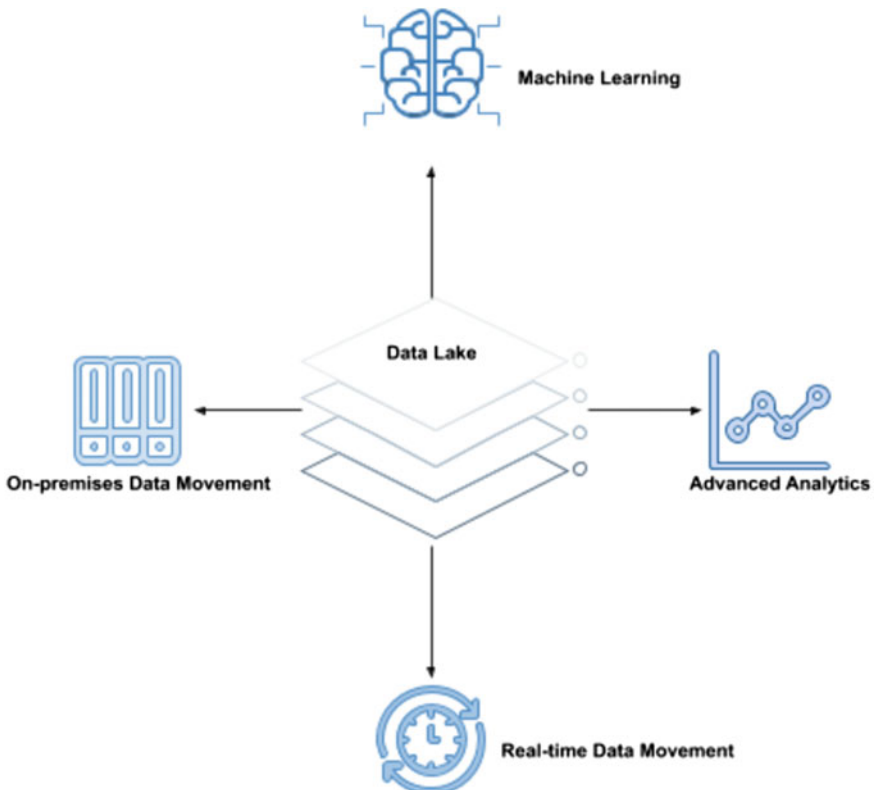 Machine Learning
Data Lake
On-premises Data Movement
Advanced Analytics
Real-time Data Movement